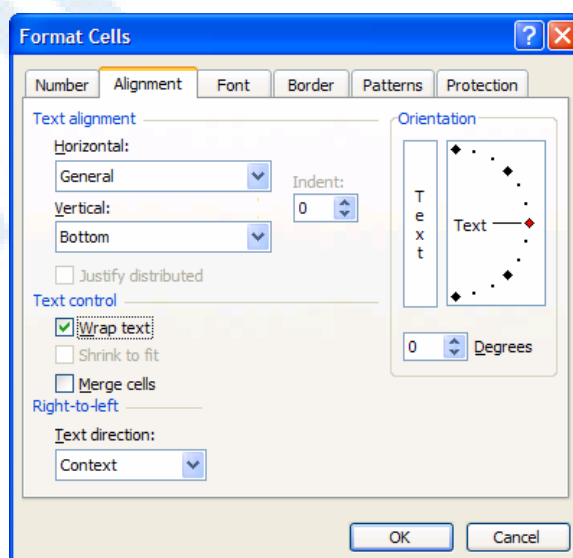 Format Cells
Number Alignment Font Border Patterns Protection
Text alignment
Horizontal:
General
Indent:
0
Vertical:
Bottom
Justify distributed
Text control
Wrap text
Shrink to fit
Merge cells
Right-to-left
Text direction:
Context
Orientation
Text
Text
0 Degrees
OK Cancel